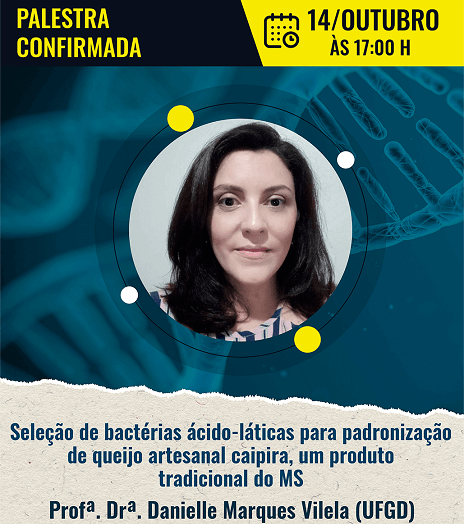 PALESTRA
CONFIRMADA
14/OUTUBRO
ÀS 17:00 H
Seleção de bactérias ácido-láticas para padronização
de queijo artesanal caipira, um produto
tradicional do MS
Profª. Drª. Danielle Marques Vilela (UFGD)